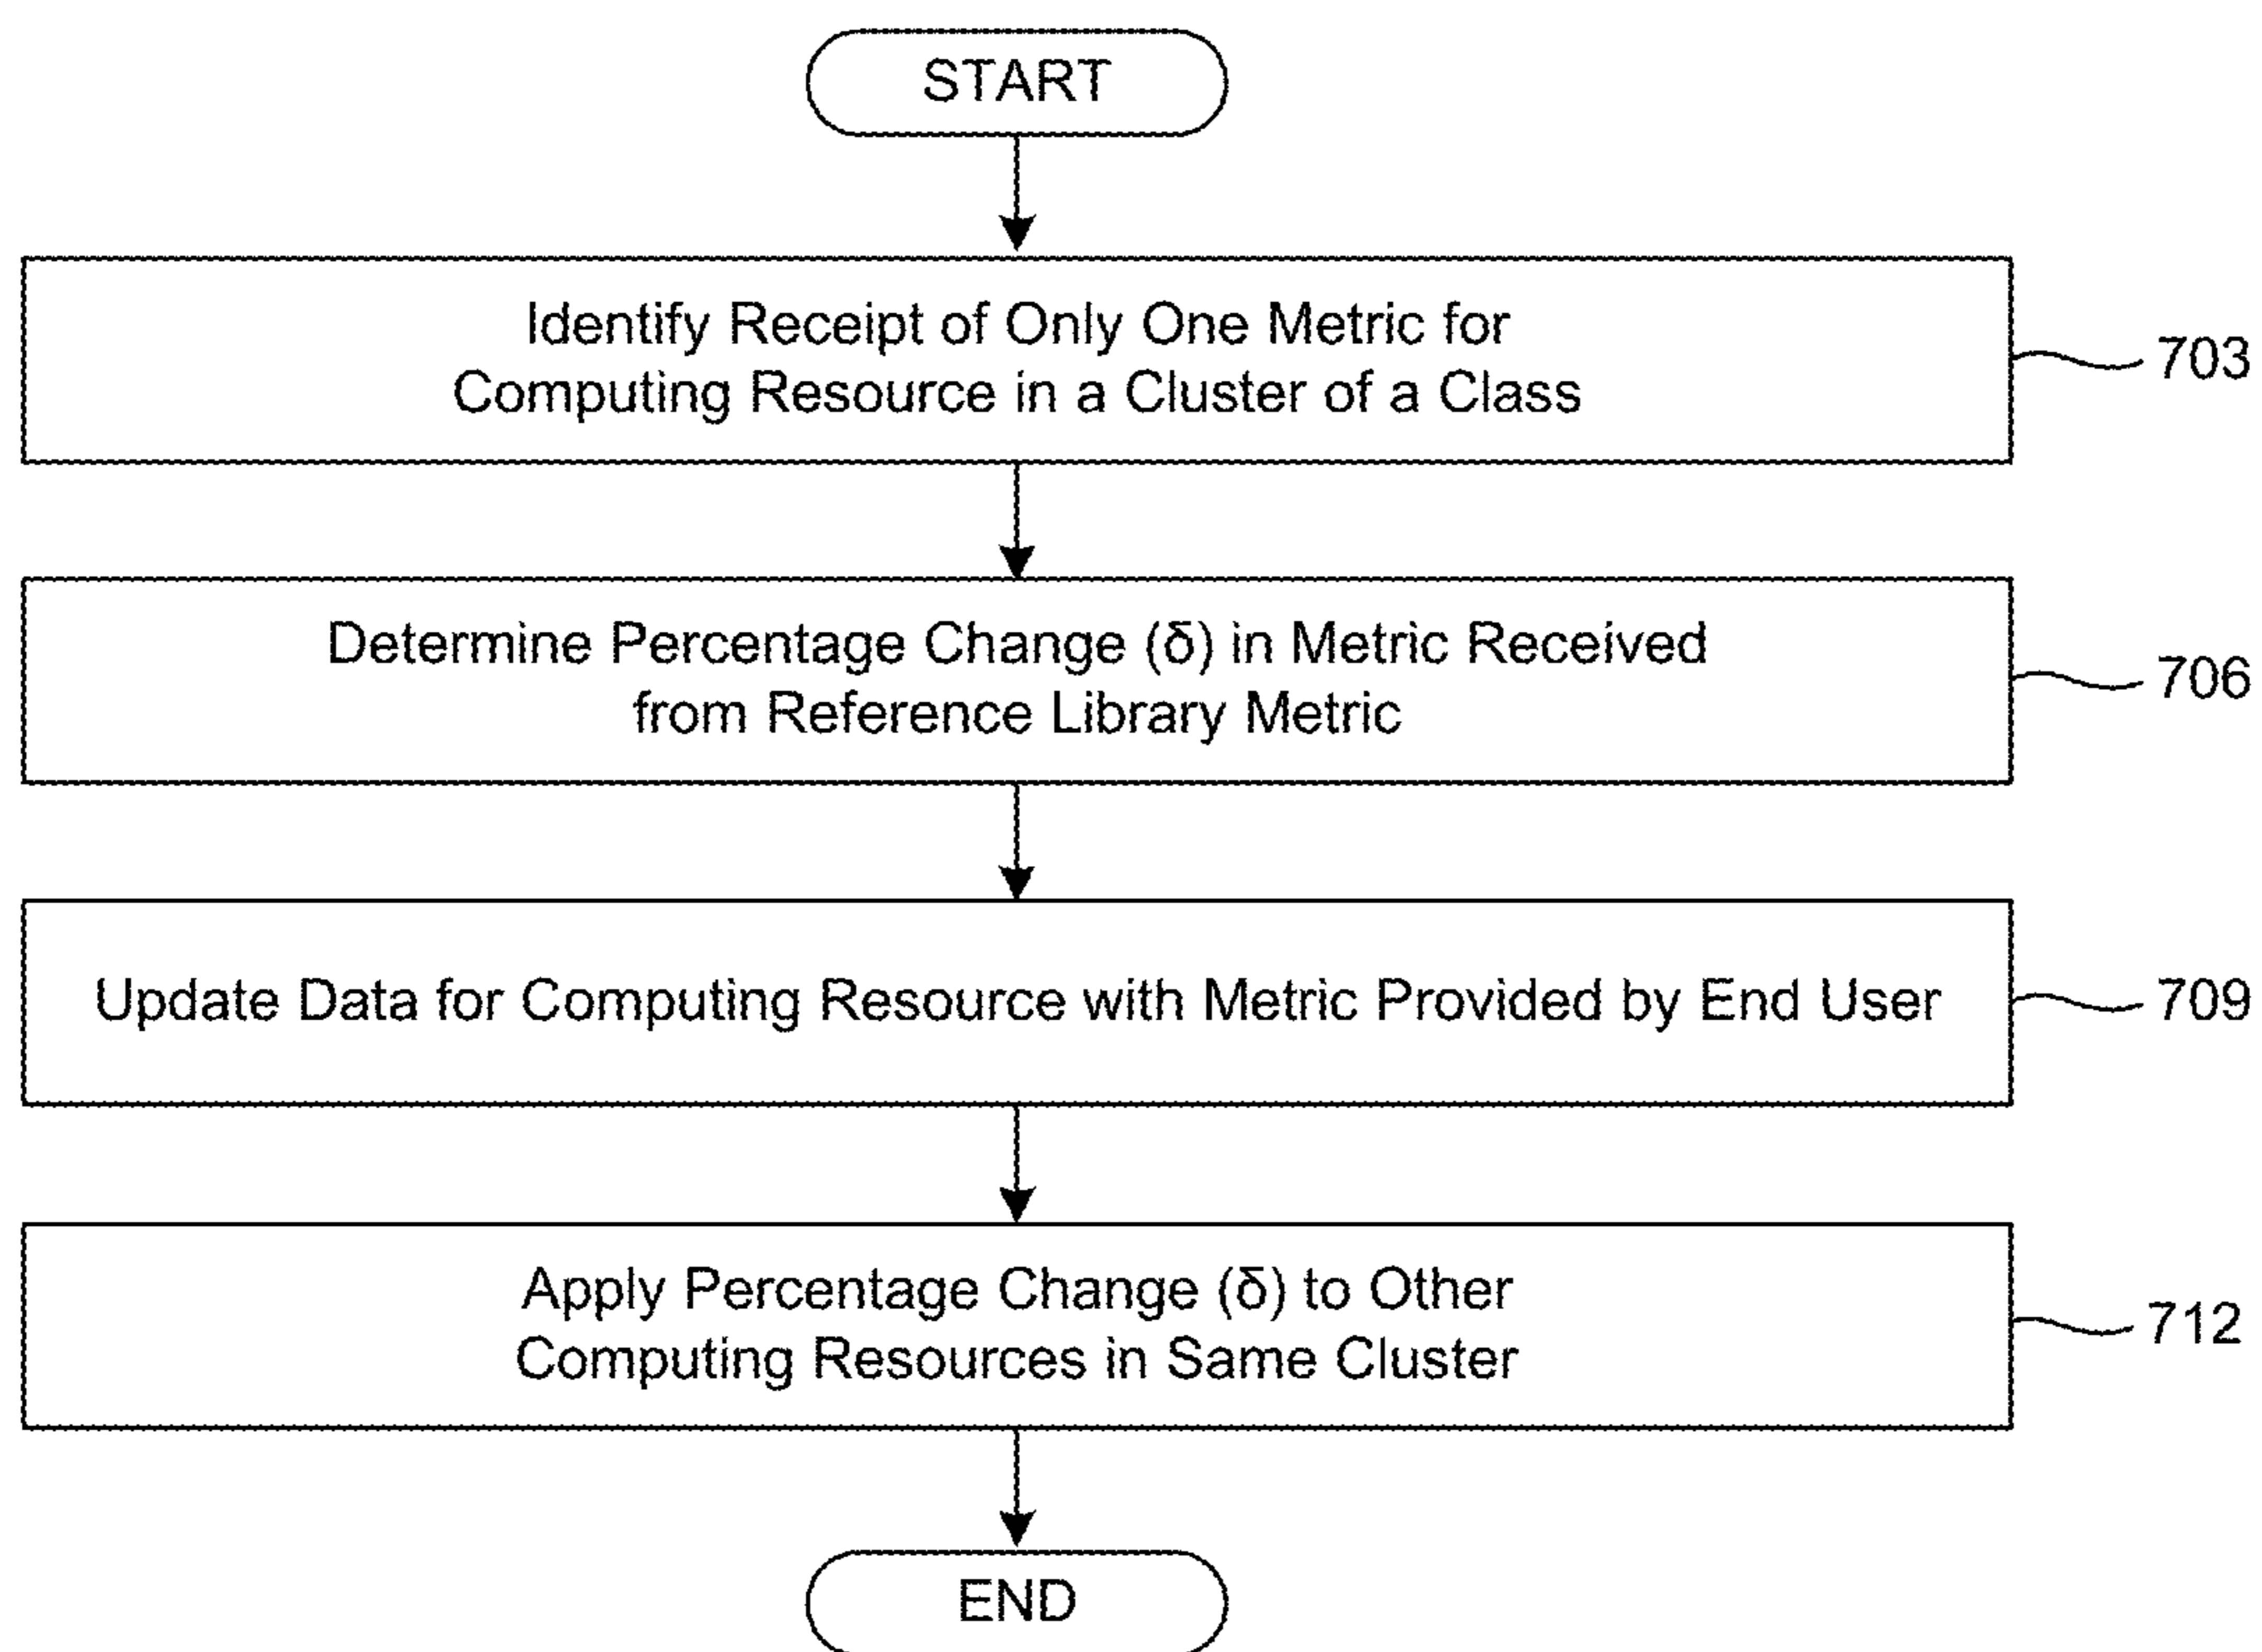 START
Identify Receipt of Only One Metric for
Computing Resource in a Cluster of a Class
703
Determine Percentage Change (δ) in Metric Received
from Reference Library Metric
706
Update Data for Computing Resource with Metric Provided by End User
709
Apply Percentage Change (δ) to Other
Computing Resources in Same Cluster
712
END